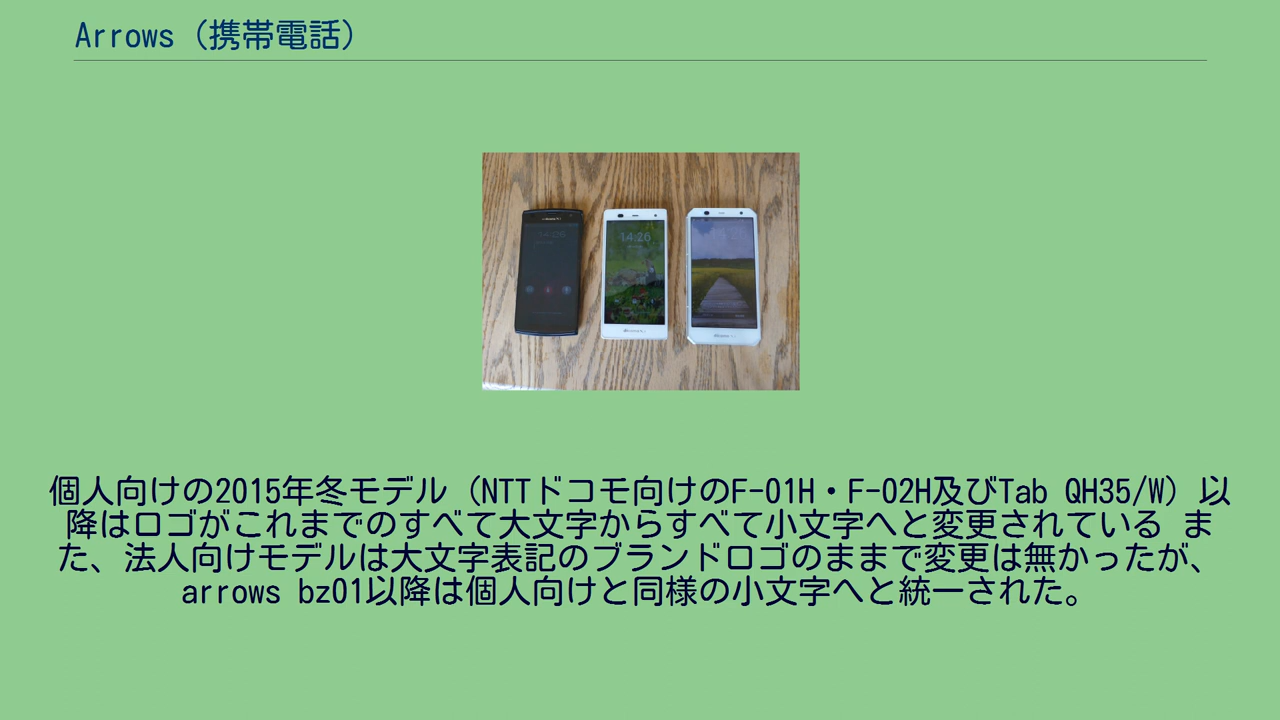 Arrows（携帯電話）
14:26
個人向けの2015年冬モデル（NTTドコモ向けのF-01H・F-02H及びTab QH35/W）以
降はロゴがこれまでのすべて大文字からすべて小文字へと変更されている ま
た、法人向けモデルは大文字表記のブランドロゴのままで変更は無かったが、
arrows bz01以降は個人向けと同様の小文字へと統一された。